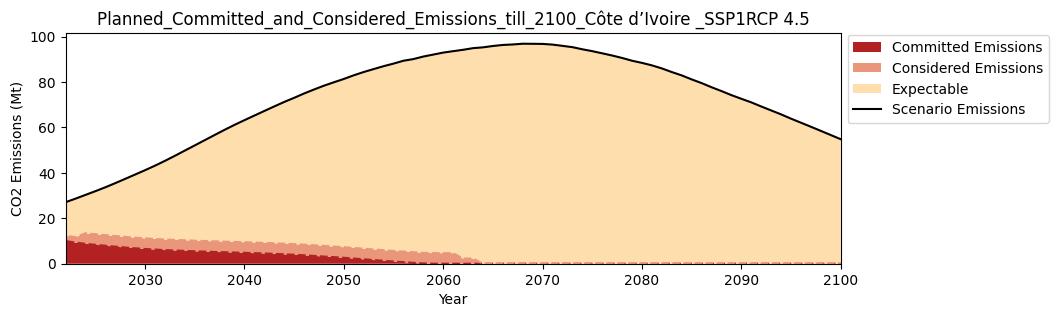 Planned_Committed_and_Considered_Emissions_till_2100_Côte d’Ivoire _SSP1RCP 4.5
CO2 Emissions (Mt)
100
80
60
40
20
0
2030
2040
2050
2060
2070
2080
2090
2100
Year
Committed Emissions
Considered Emissions
Expectable
Scenario Emissions